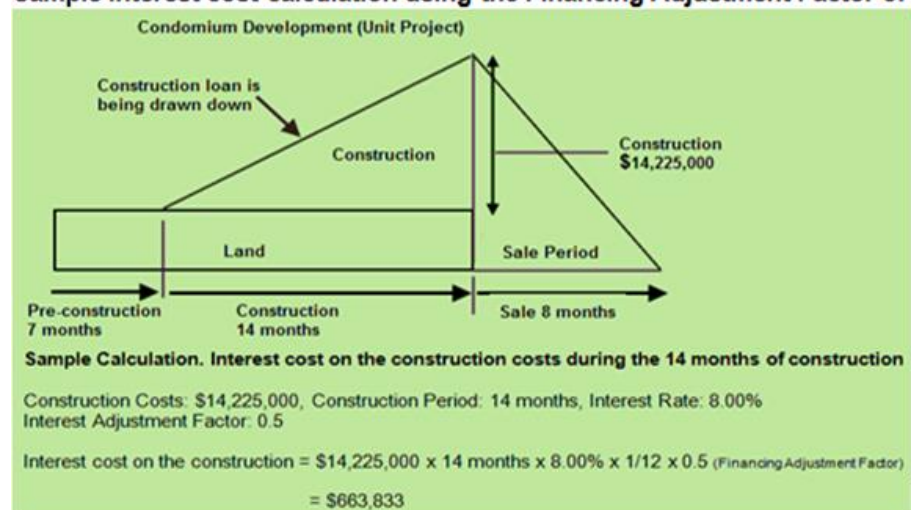 Condomium Development (Unit Project)
Construction loan is
being drawn down
Construction
Construction
$14,225,000
Land
Sale Period
Pre-construction
7 months
Construction
14 months
Sale 8 months
Sample Calculation. Interest cost on the construction costs during the 14 months of construction
Construction Costs: $14,225,000, Construction Period: 14 months, Interest Rate: 8.00%
Interest Adjustment Factor: 0.5
Interest cost on the construction = $14,225,000 x 14 months x 8.00% x 1/12 x 0.5 (Financing Adjustment Factor)
= $663,833